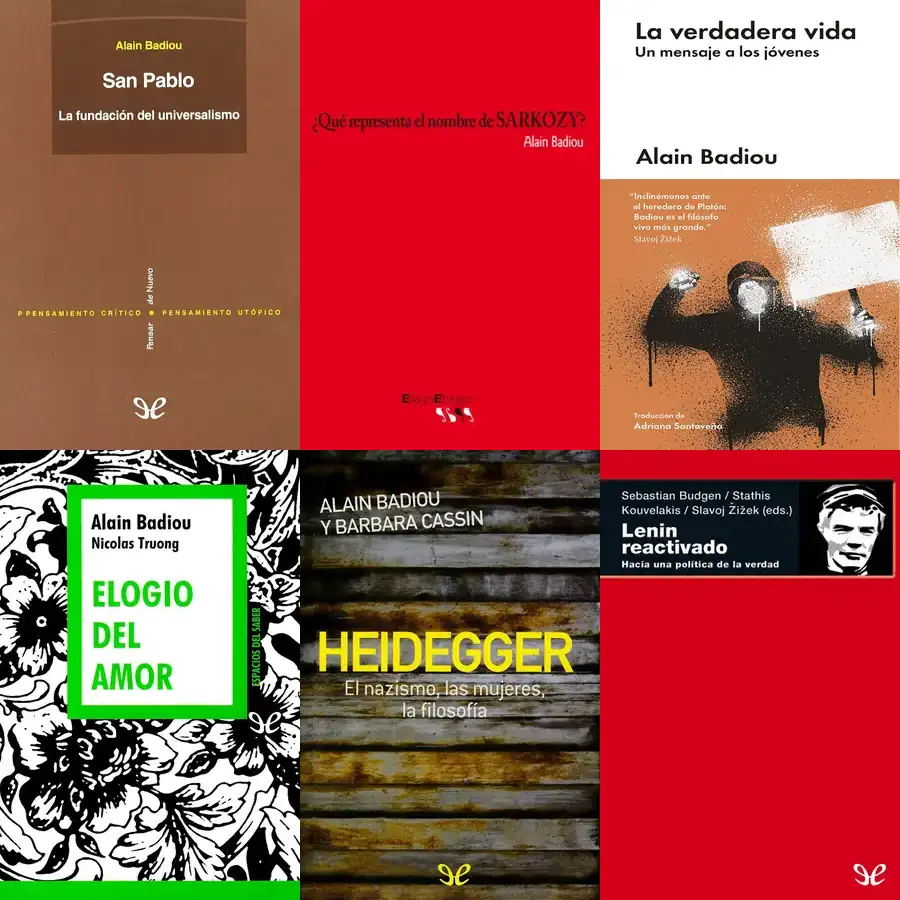 Alain Badiou
San Pablo
La fundación del universalismo
Pensar
de Nuevo
P PENSAMIENTO CRÍTICO • PENSAMIENTO UTÓPICO
¿Qué representa el nombre de SARKOZY?
Alain Badiou
La verdadera vida
Un mensaje a los jóvenes
Alain Badiou
"Inclinémonos ante
el heredero de Platón:
Badiou es el filósofo
vivo más grande."
Slavoj Žižek
Traducción de
Adriana Santoveña
Alain Badiou
Nicolas Truong
ELOGIO
DEL
AMOR
ESPACIOS DEL SABER
ALAIN BADIOU
Y BARBARA CASSIN
HEIDEGGER
El nazismo, las mujeres,
la filosofía
Sebastian Budgen / Stathis
Kouvelakis / Slavoj Žižek (eds.)
Lenin
reactivado
Hacia una política de la verdad